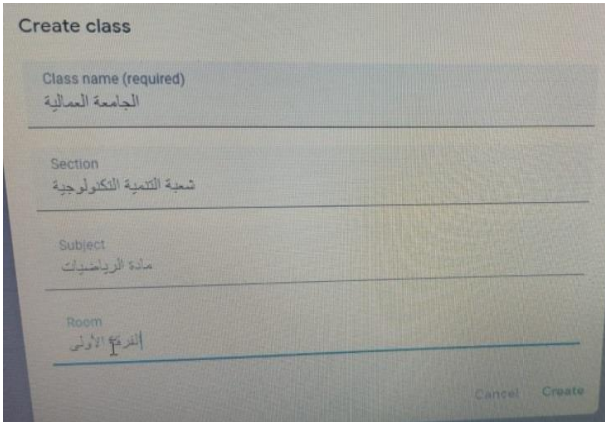 Create class
Class name (required)
الجامعة العمالية
Section
شعبة التنمية التكنولوجية
Subject
مادة الرياضيات
Room
الفرقة الأولى
Cancel Create